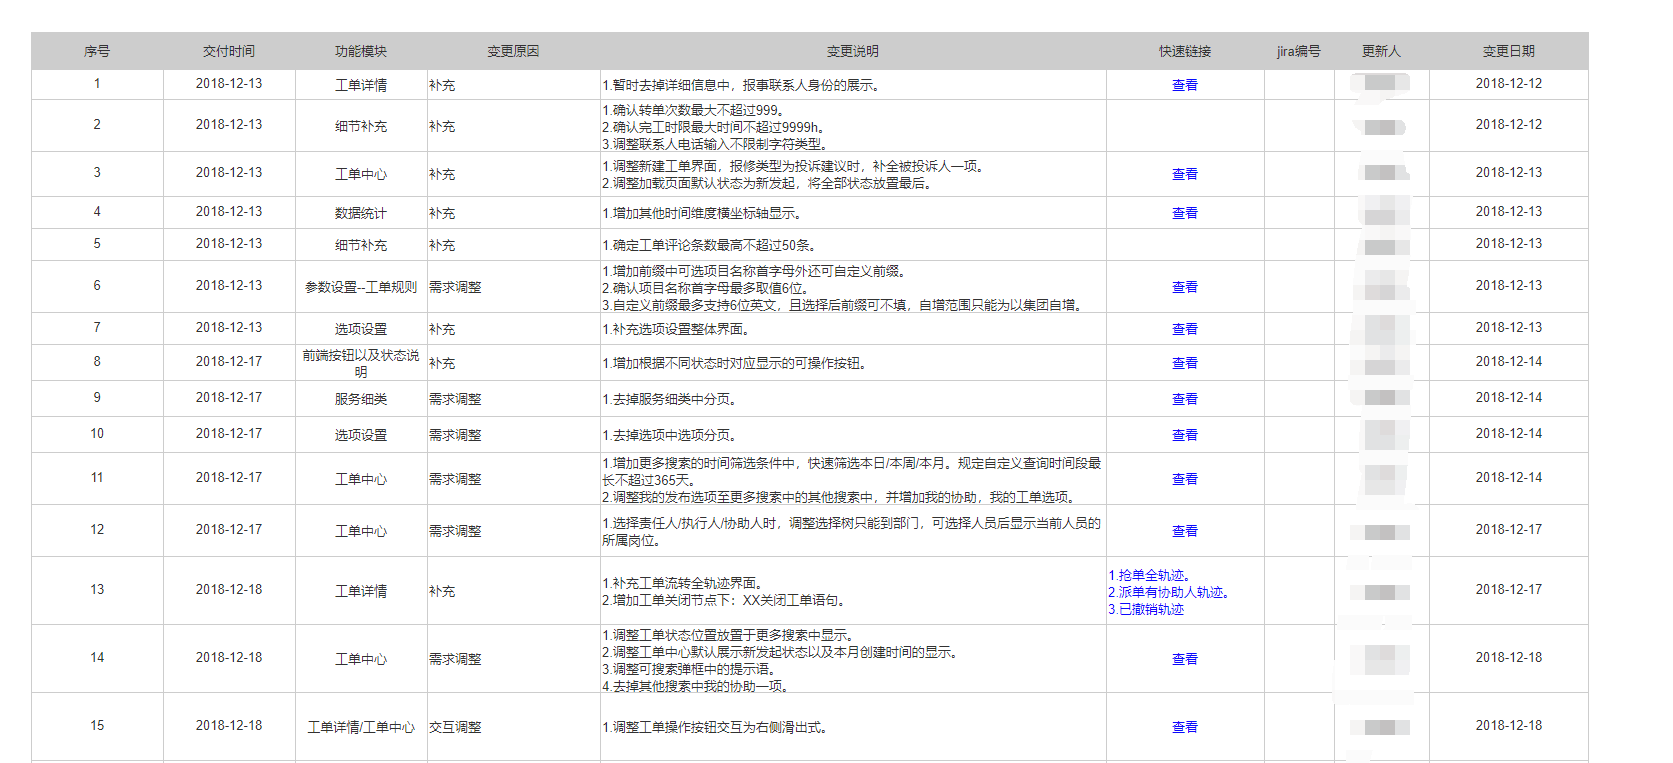 序号 交付时间 功能模块 变更原因 变更说明 快速链接 jira编号 更新人 变更日期
1 2018-12-13 工单详情 补充 1.暂时去掉详细信息中，报事联系人身份的展示。 查看 2018-12-12
2 2018-12-13 细节补充 补充 1.确认转单次数最大不超过999。
2.确认完工时限最大时间不超过9999h。
3.调整联系人电话输入不限制字符类型。 2018-12-12
3 2018-12-13 工单中心 补充 1.调整新建工单界面，报修类型为投诉建议时，补全被投诉人一项。
2.调整加载页面默认状态为新发起，将全部状态放置最后。 查看 2018-12-13
4 2018-12-13 数据统计 补充 1.增加其他时间维度横坐标轴显示。 查看 2018-12-13
5 2018-12-13 细节补充 补充 1.确定工单评论条数最高不超过50条。 2018-12-13
6 2018-12-13 参数设置--工单规则 需求调整 1.增加前缀中可选项目名称首字母外还可自定义前缀。
2.确认项目名称首字母最多取值6位。
3.自定义前缀最多支持6位英文，且选择后前缀可不填，自增范围只能为以集团自增。 查看 2018-12-13
7 2018-12-13 选项设置 补充 1.补充选项设置整体界面。 查看 2018-12-13
8 2018-12-17 前端按钮以及状态说
明 补充 1.增加根据不同状态时对应显示的可操作按钮。 查看 2018-12-14
9 2018-12-17 服务细类 需求调整 1.去掉服务细类中分页。 查看 2018-12-14
10 2018-12-17 选项设置 需求调整 1.去掉选项中选项分页。 查看 2018-12-14
11 2018-12-17 工单中心 需求调整 1.增加更多搜索的时间筛选条件中，快速筛选本日/本周/本月。规定自定义查询时间段最
长不超过365天。
2.调整我的发布选项至更多搜索中的其他搜索中，并增加我的协助，我的工单选项。 查看 2018-12-14
12 2018-12-17 工单中心 需求调整 1.选择责任人/执行人/协助人时，调整选择树只能到部门，可选择人员后显示当前人员的
所属岗位。 查看 2018-12-17
13 2018-12-18 工单详情 补充 1.补充工单流转全轨迹界面。
2.增加工单关闭节点下：XX关闭工单语句。 1.抢单全轨迹。
2.派单有协助人轨迹。
3.已撤销轨迹 2018-12-17
14 2018-12-18 工单中心 需求调整 1.调整工单状态位置放置于更多搜索中显示。
2.调整工单中心默认展示新发起状态以及本月创建时间的显示。
3.调整可搜索弹框中的提示语。
4.去掉其他搜索中我的协助一项。 查看 2018-12-18
15 2018-12-18 工单详情/工单中心 交互调整 1.调整工单操作按钮交互为右侧滑出式。 查看 2018-12-18